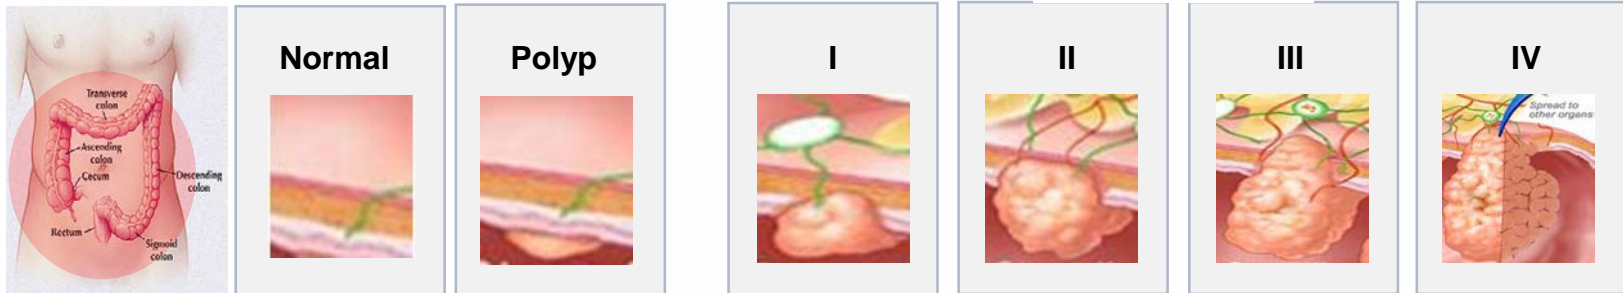 Transverse
colon
Ascending
colon
Cecum
Descending
colon
Rectum
Sigmoid
colon
Normal
Polyp
I
II
III
IV
Spread to
other organs